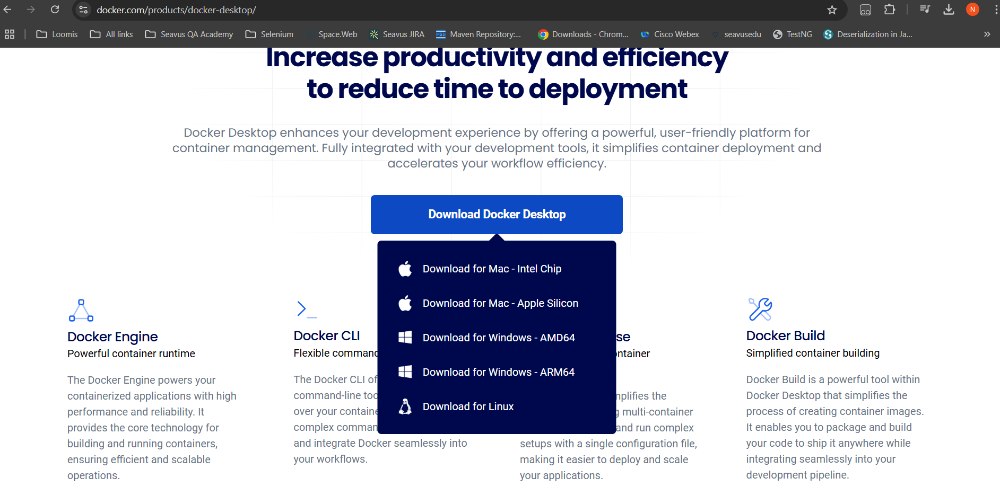 docker.com/products/docker-desktop/
N
Loomis
All links
Seavus QA Academy
Selenium
Space.Web
Seavus JIRA
Maven Repository:...
Downloads - Chrom...
Cisco Webex
seavusedu
TestNG
Deserialization in Ja...
Increase productivity and efficiency
to reduce time to deployment
Docker Desktop enhances your development experience by offering a powerful, user-friendly platform for
container management. Fully integrated with your development tools, it simplifies container deployment and
accelerates your workflow efficiency.
Download Docker Desktop
Download for Mac - Intel Chip
Download for Mac - Apple Silicon
Download for Windows - AMD64
Download for Windows - ARM64
Download for Linux
Docker Engine
Powerful container runtime
The Docker Engine powers your
containerized applications with high
performance and reliability. It
provides the core technology for
building and running containers,
ensuring efficient and scalable
operations.
Docker CLI
Flexible command
The Docker CLI of
command-line too
over your containe
complex comman
and integrate Docker seamlessly into
your workflows.
se
ontainer
mplifies the
g multi-container
and run complex
setups with a single configuration file,
making it easier to deploy and scale
your applications.
Docker Build
Simplified container building
Docker Build is a powerful tool within
Docker Desktop that simplifies the
process of creating container images.
It enables you to package and build
your code to ship it anywhere while
integrating seamlessly into your
development pipeline.